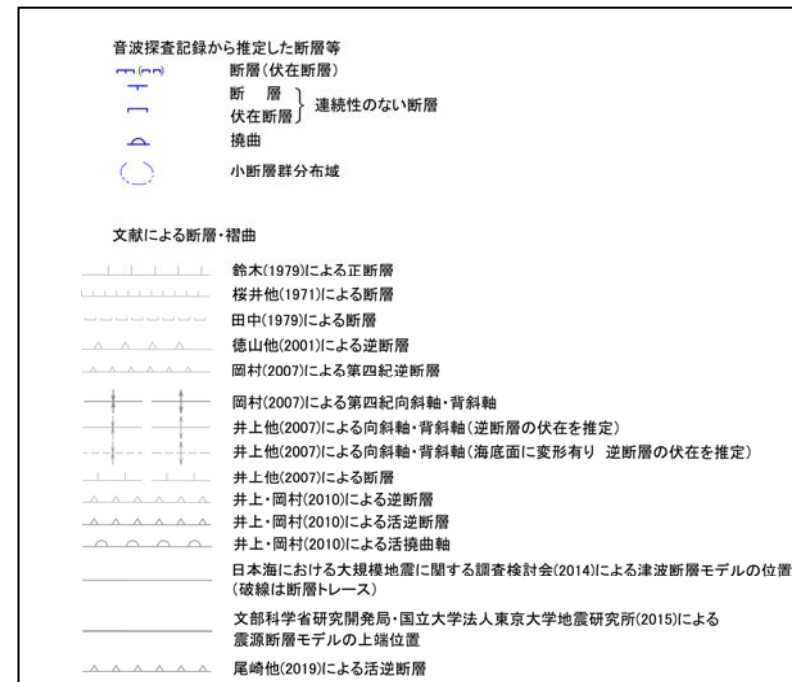 音波探査記録から推定した断層等
断層(伏在断層)
断　層
伏在断層
連続性のない断層
撓曲
小断層群分布域
文献による断層・褶曲
鈴木(1979)による正断層
桜井他(1971)による断層
田中(1979)による断層
徳山他(2001)による逆断層
岡村(2007)による第四紀逆断層
岡村(2007)による第四紀向斜軸・背斜軸
井上他(2007)による向斜軸・背斜軸(逆断層の伏在を推定)
井上他(2007)による向斜軸・背斜軸(海底面に変形有り 逆断層の伏在を推定)
井上他(2007)による断層
井上・岡村(2010)による逆断層
井上・岡村(2010)による活逆断層
井上・岡村(2010)による活撓曲軸
日本海における大規模地震に関する調査検討会(2014)による津波断層モデルの位置
(破線は断層トレース)
文部科学省研究開発局・国立大学法人東京大学地震研究所(2015)による
震源断層モデルの上端位置
尾崎他(2019)による活逆断層